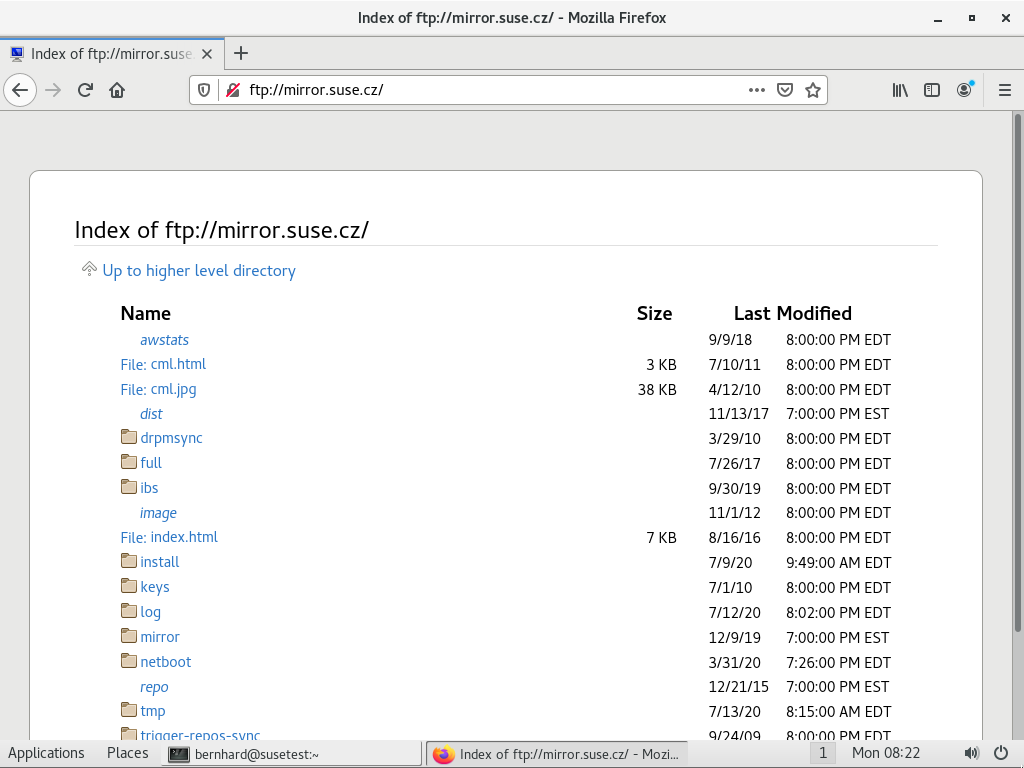 Index of ftp://mirror.suse.cz/ - Mozilla Firefox
Index of ftp://mirror.suse
ftp://mirror.suse.cz/
Index of ftp://mirror.suse.cz/
Up to higher level directory
Name Size Last Modified
awstats 9/9/18 8:00:00 PM EDT
File: cml.html 3 KB 7/10/11 8:00:00 PM EDT
File: cml.jpg 38 KB 4/12/10 8:00:00 PM EDT
dist 11/13/17 7:00:00 PM EST
drpmsync 3/29/10 8:00:00 PM EDT
full 7/26/17 8:00:00 PM EDT
ibs 9/30/19 8:00:00 PM EDT
image 11/1/12 8:00:00 PM EDT
File: index.html 7 KB 8/16/16 8:00:00 PM EDT
install 7/9/20 9:49:00 AM EDT
keys 7/1/10 8:00:00 PM EDT
log 7/12/20 8:02:00 PM EDT
mirror 12/9/19 7:00:00 PM EST
netboot 3/31/20 7:26:00 PM EDT
repo 12/21/15 7:00:00 PM EST
tmp 7/13/20 8:15:00 AM EDT
trigger-repos-sync 9/24/09 8:00:00 PM EDT
Applications Places bernhard@susetest:~ Index of ftp://mirror.suse.cz/ - Mozi... 1 Mon 08:22